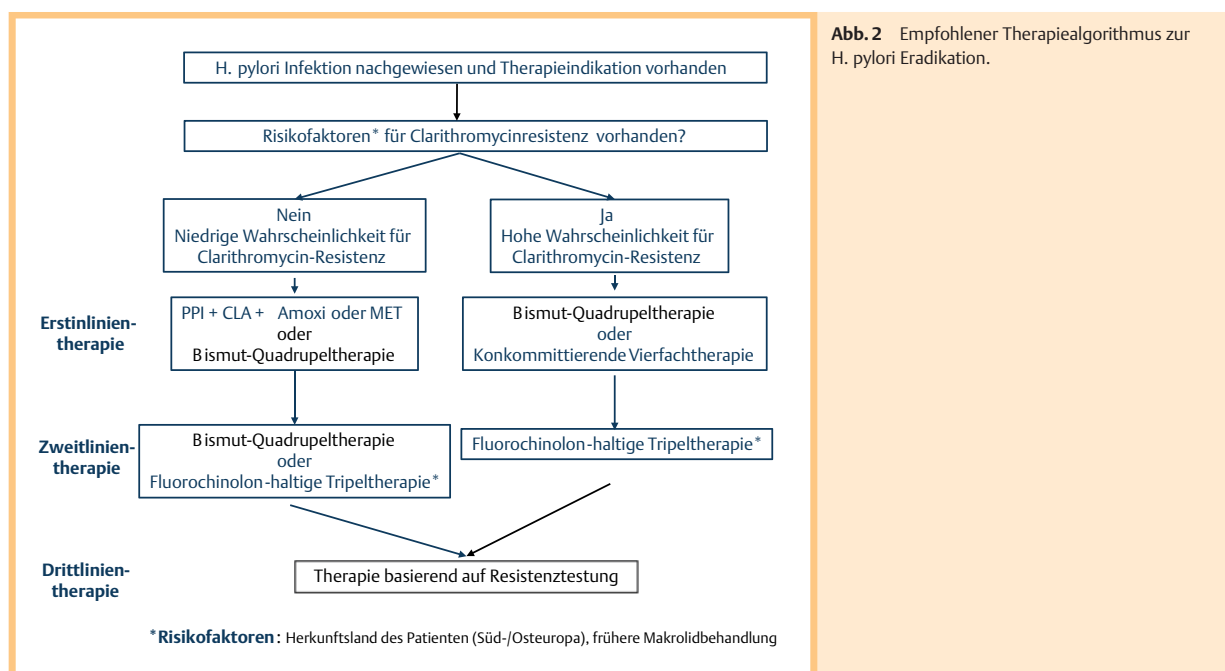 Abb. 2 Empfohlener Therapiealgorithmus zur
H. pylori Eradikation.
H. pylori Infektion nachgewiesen und Therapieindikation vorhanden
Risikofaktoren* für Clarithromycinresistenz vorhanden?
Nein
Niedrige Wahrscheinlichkeit für
Clarithromycin-Resistenz
Ja
Hohe Wahrscheinlichkeit für
Clarithromycin-Resistenz
Erstinlinien-
therapie
PPI + CLA + Amoxi oder MET
oder
Bismut-Quadrupeltherapie
Bismut-Quadrupeltherapie
oder
Konkommittierende Vierfachtherapie
Zweitlinien-
therapie
Bismut-Quadrupeltherapie
oder
Fluorochinolon-haltige Tripeltherapie*
Fluorochinolon-haltige Tripeltherapie*
Drittlinien-
therapie
Therapie basierend auf Resistenztestung
*Risikofaktoren: Herkunftsland des Patienten (Süd-/Osteuropa), frühere Makrolidbehandlung